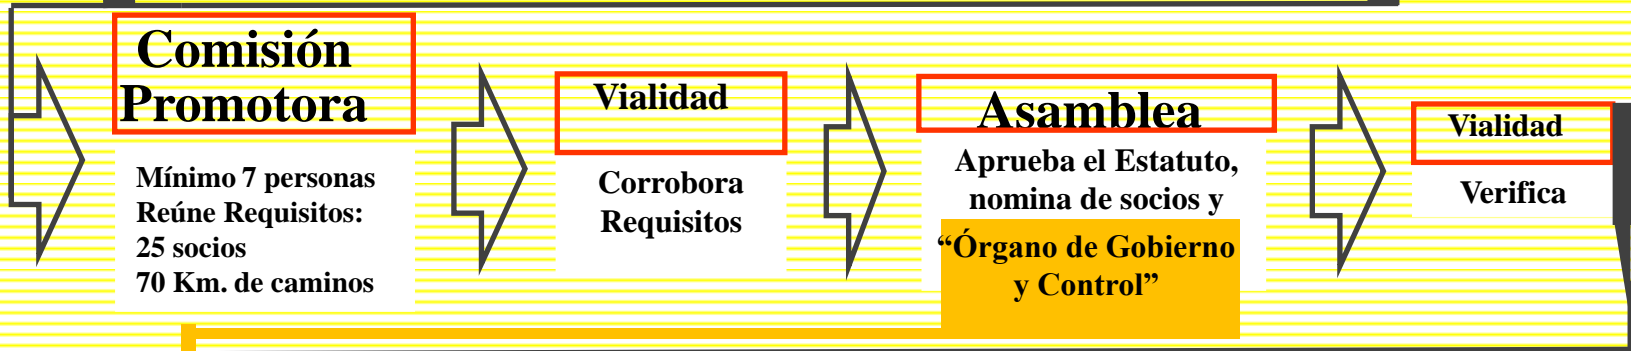 Comisión
Promotora
Mínimo 7 personas
Reúne Requisitos:
25 socios
70 Km. de caminos
Vialidad
Corrobora
Requisitos
Asamblea
Aprueba el Estatuto,
nomina de socios y
“Órgano de Gobierno
y Control”
Vialidad
Verifica